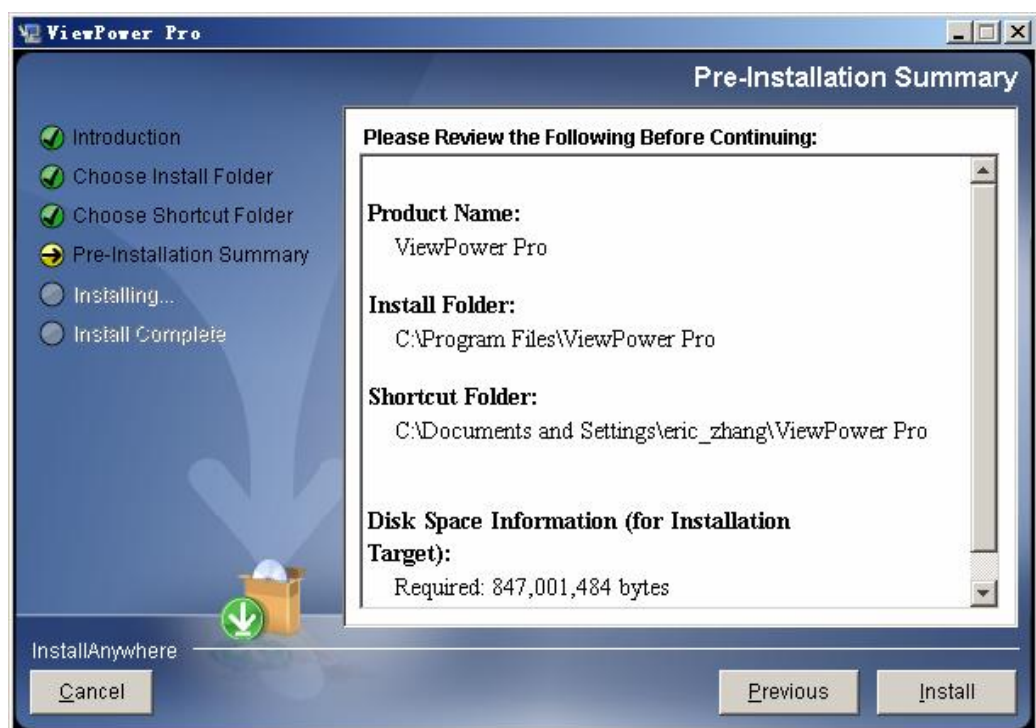 ViewPower Pro
Pre-Installation Summary
Introduction
Choose Install Folder
Choose Shortcut Folder
Pre-Installation Summary
Installing...
Install Complete
Please Review the Following Before Continuing:
Product Name:
ViewPower Pro
Install Folder:
C:\Program Files\ViewPower Pro
Shortcut Folder:
C:\Documents and Settings\eric_zhang\ViewPower Pro
Disk Space Information (for Installation
Target):
Required: 847,001,484 bytes
InstallAnywhere
Cancel
Previous
Install